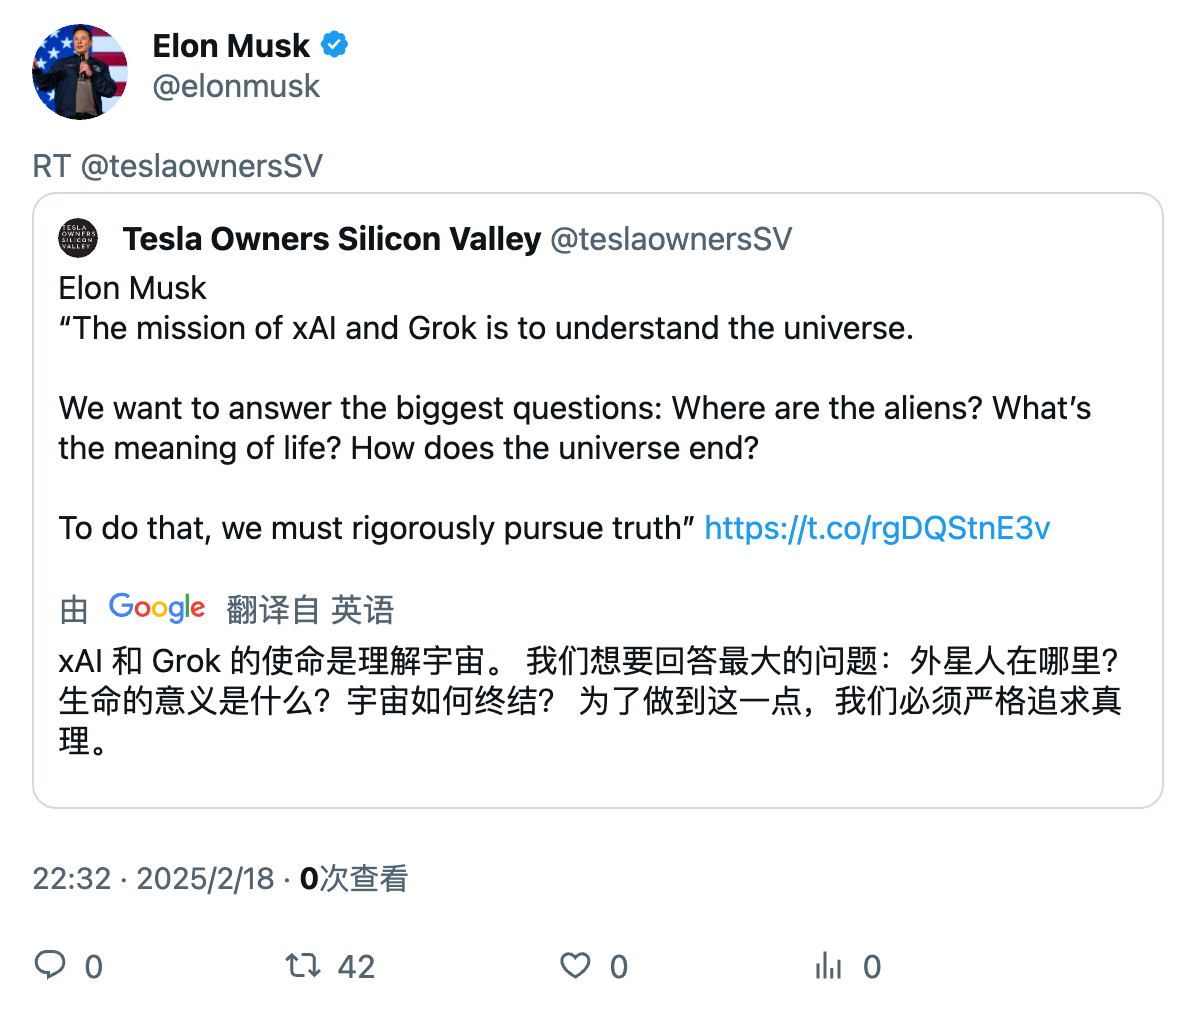 Elon Musk
@elonmusk
RT @teslaownersSV
TESLA
OWNERS
SILICON
VALLEY
Tesla Owners Silicon Valley @teslaownersSV
Elon Musk
“The mission of xAI and Grok is to understand the universe.
We want to answer the biggest questions: Where are the aliens? What’s
the meaning of life? How does the universe end?
To do that, we must rigorously pursue truth” https://t.co/rgDQStnE3v
由 Google 翻译自 英语
xAI 和 Grok 的使命是理解宇宙。 我们想要回答最大的问题：外星人在哪里？
生命的意义是什么？宇宙如何终结？ 为了做到这一点，我们必须严格追求真
理。
22:32 · 2025/2/18 · 0次查看
0 42 0 0